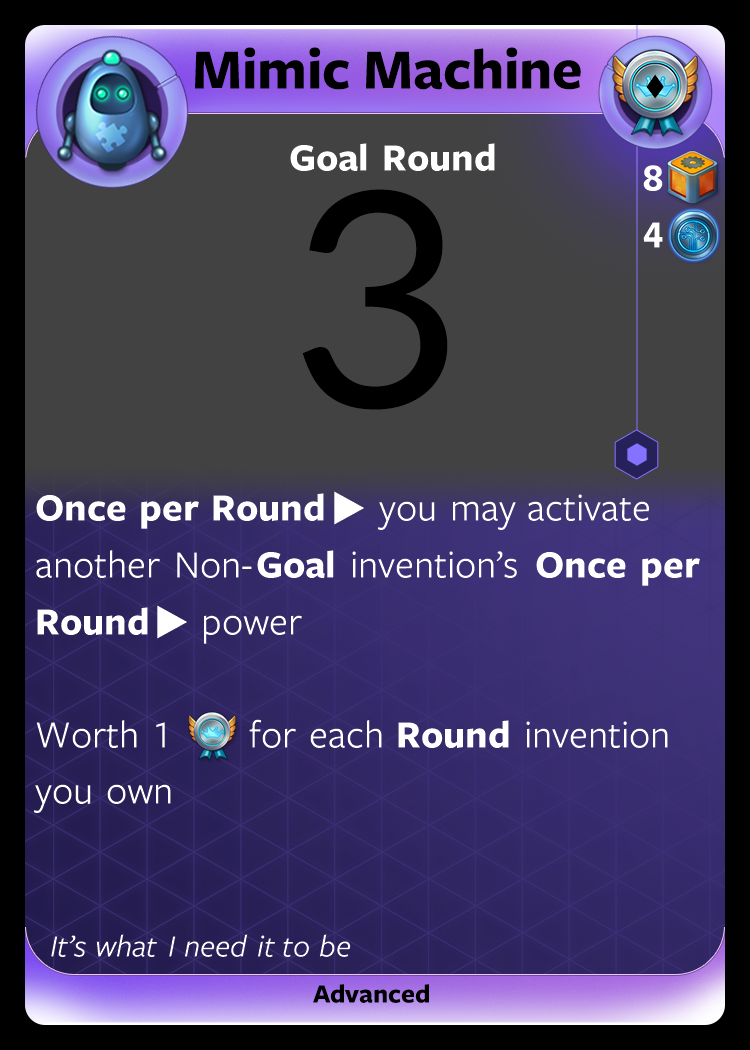 Mimic Machine
Goal Round
8
4
3
Once per Round▶ you may activate
another Non-Goal invention’s Once per
Round▶ power
Worth 1 for each Round invention
you own
It’s what I need it to be
Advanced